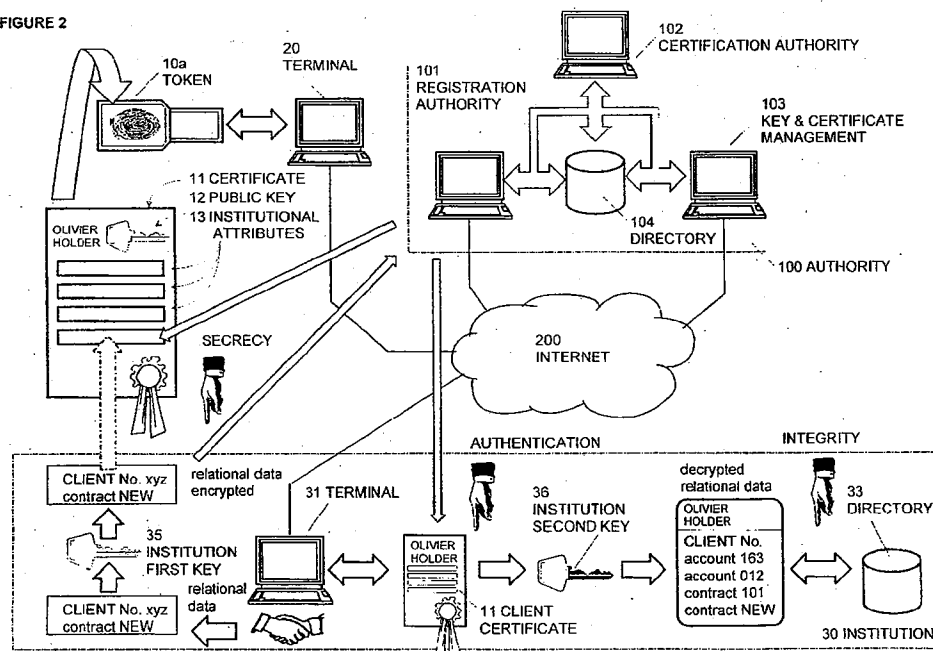 FIGURE 2
10a
TOKEN
20
TERMINAL
102
CERTIFICATION AUTHORITY
101
REGISTRATION
AUTHORITY
103
KEY & CERTIFICATE
MANAGEMENT
104
DIRECTORY
100 AUTHORITY
11 CERTIFICATE
12 PUBLIC KEY
13 INSTITUTIONAL
ATTRIBUTES
OLIVIER
HOLDER
SECRECY
200
INTERNET
AUTHENTICATION
INTEGRITY
CLIENT No. xyz
contract NEW
relational data
encrypted
35
INSTITUTION
FIRST KEY
relational
data
CLIENT No. xyz
contract NEW
31 TERMINAL
OLIVIER
HOLDER
11 CLIENT
CERTIFICATE
36
INSTITUTION
SECOND KEY
decrypted
relational data
OLIVIER
HOLDER
CLIENT No.
account 163
account 012
contract 101
contract NEW
33
DIRECTORY
30 INSTITUTION